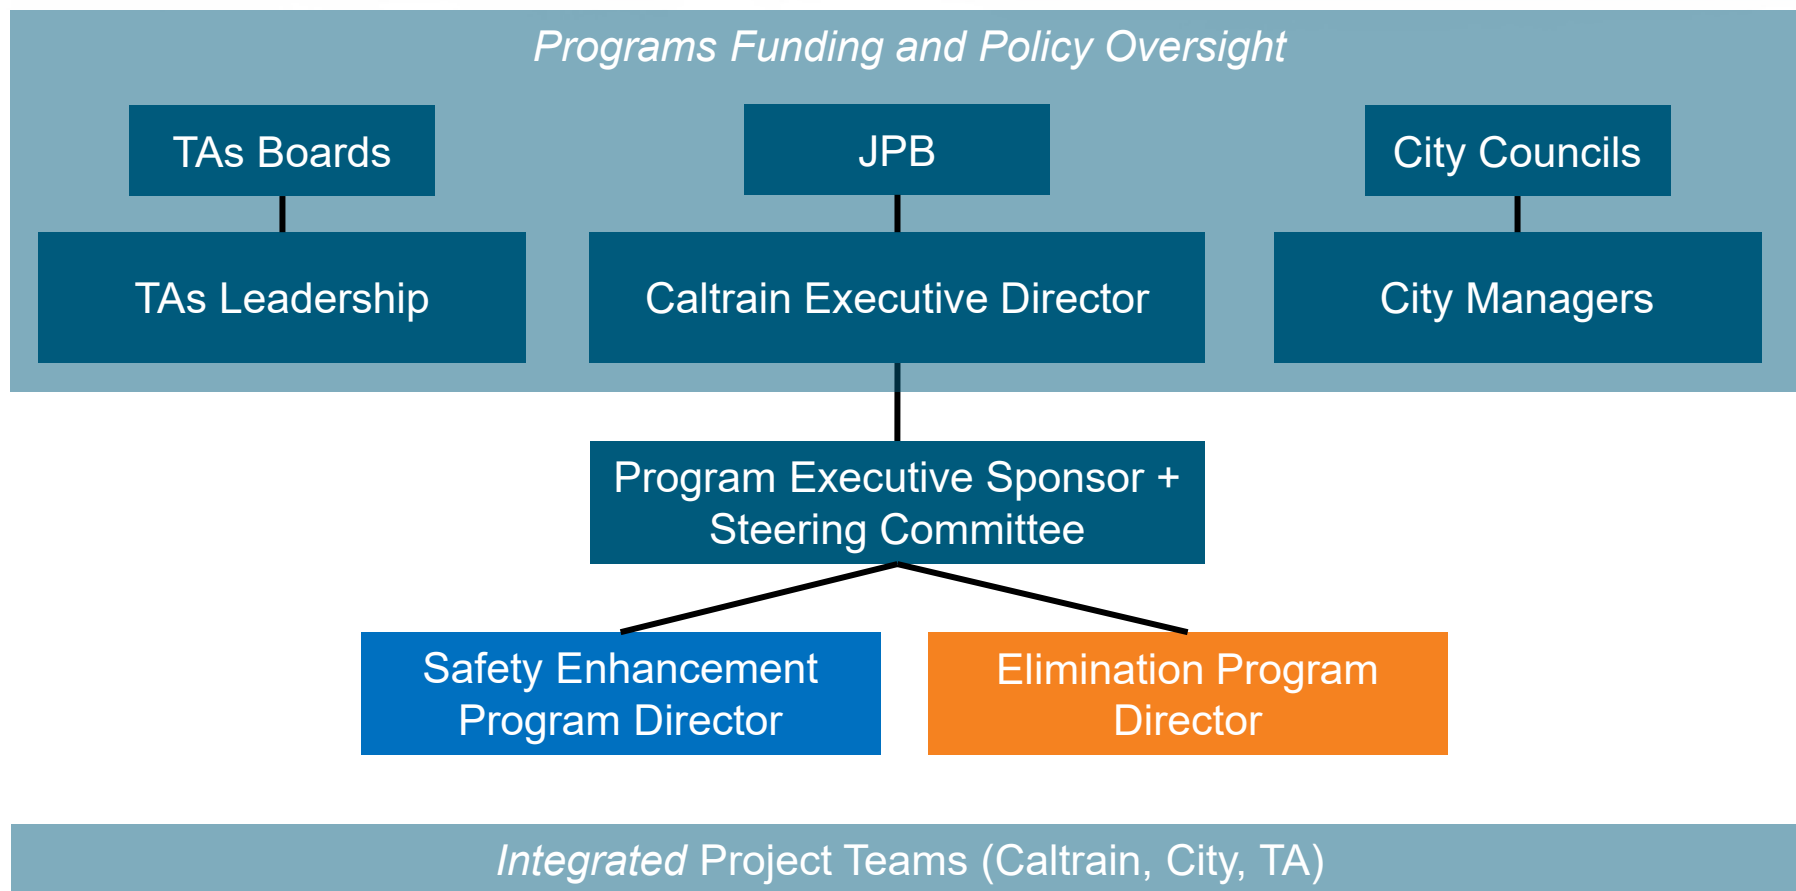 Programs Funding and Policy Oversight
TAs Boards
JPB
City Councils
TAs Leadership
Caltrain Executive Director
City Managers
Program Executive Sponsor +
Steering Committee
Safety Enhancement
Program Director
Elimination Program
Director
Integrated Project Teams (Caltrain, City, TA)